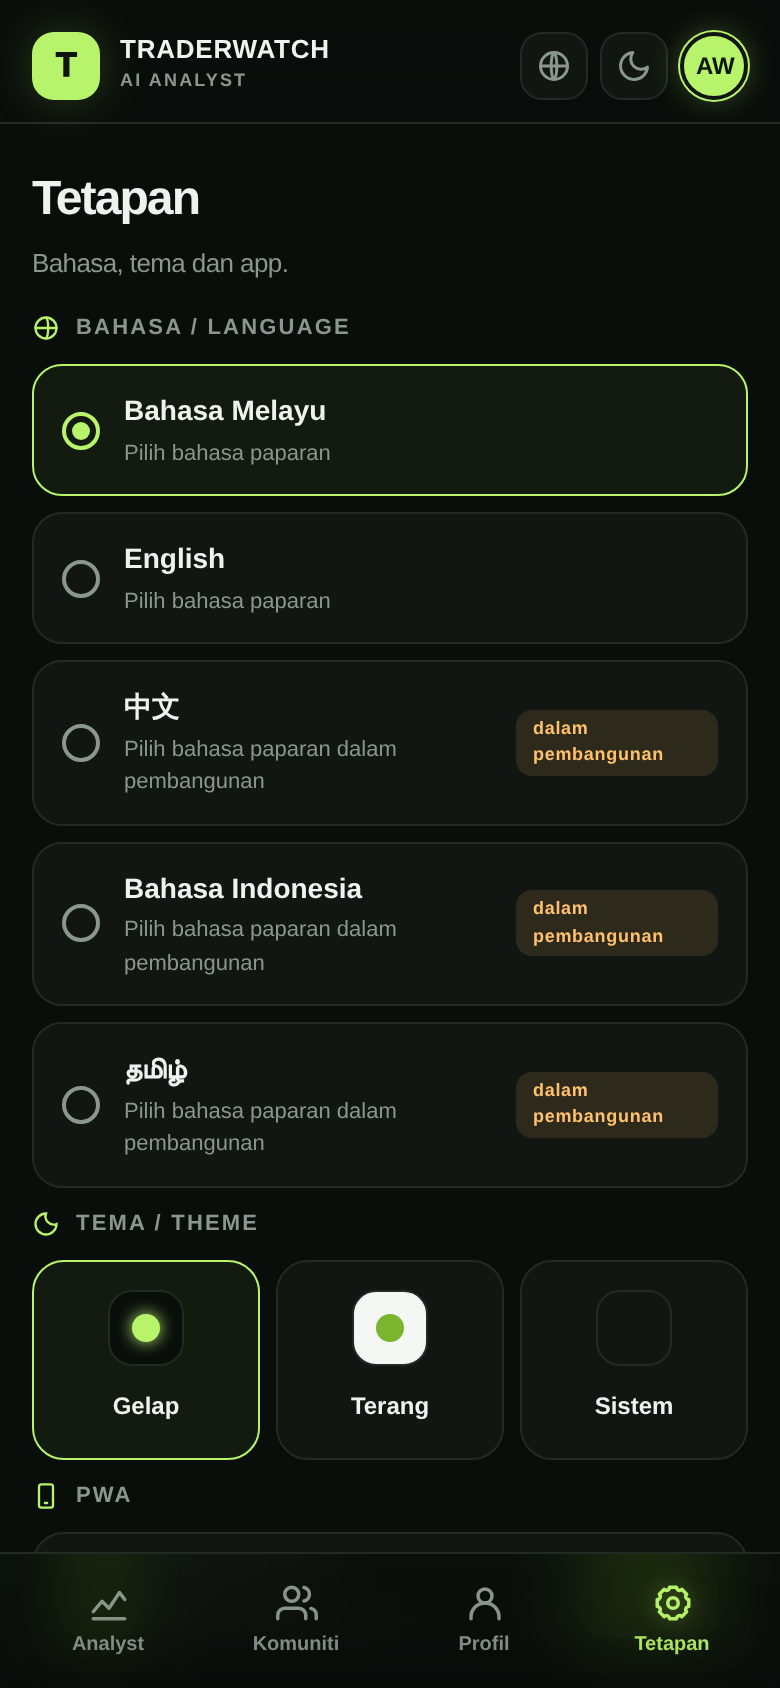 T
TRADERWATCH
AI ANALYST
AW
Tetapan
Bahasa, tema dan app.
BAHASA / LANGUAGE
Bahasa Melayu
Pilih bahasa paparan
English
Pilih bahasa paparan
中文
Pilih bahasa paparan dalam
pembangunan
dalam
pembangunan
Bahasa Indonesia
Pilih bahasa paparan dalam
pembangunan
dalam
pembangunan
தமிழ்
Pilih bahasa paparan dalam
pembangunan
dalam
pembangunan
TEMA / THEME
Gelap
Terang
Sistem
PWA
Analyst
Komuniti
Profil
Tetapan